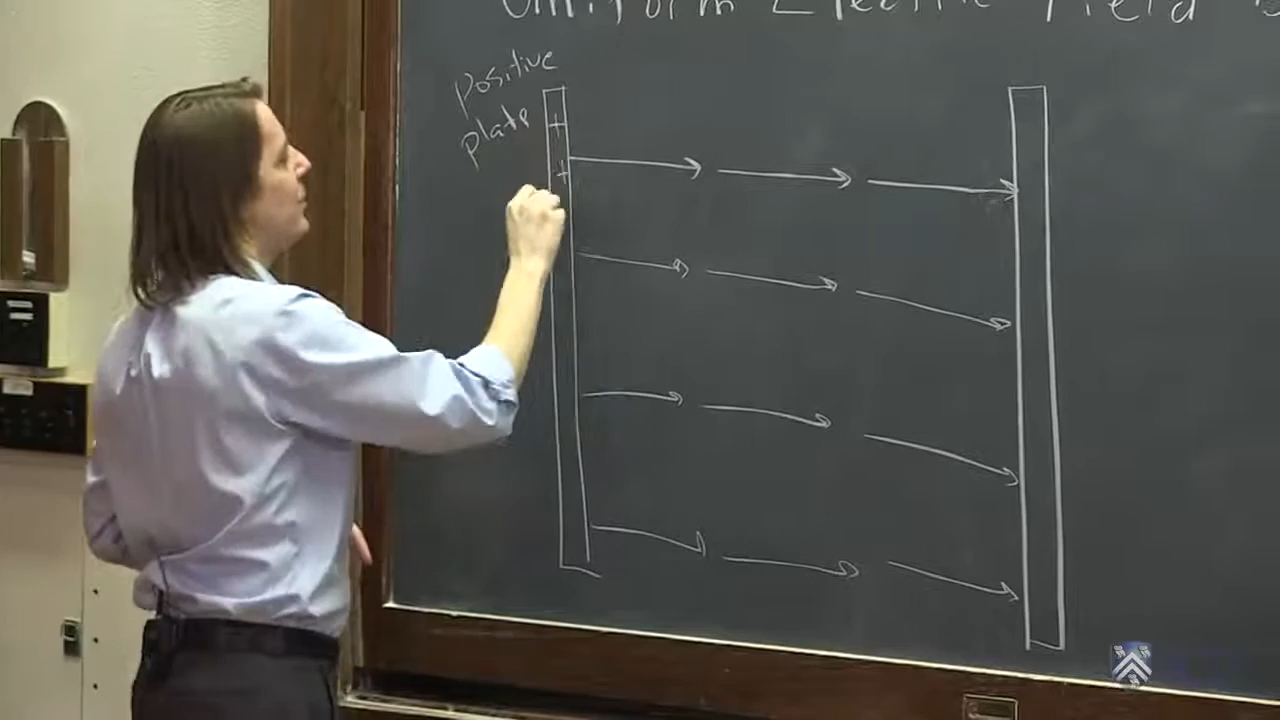 Uniform Electric Field
positive
plate
+
+